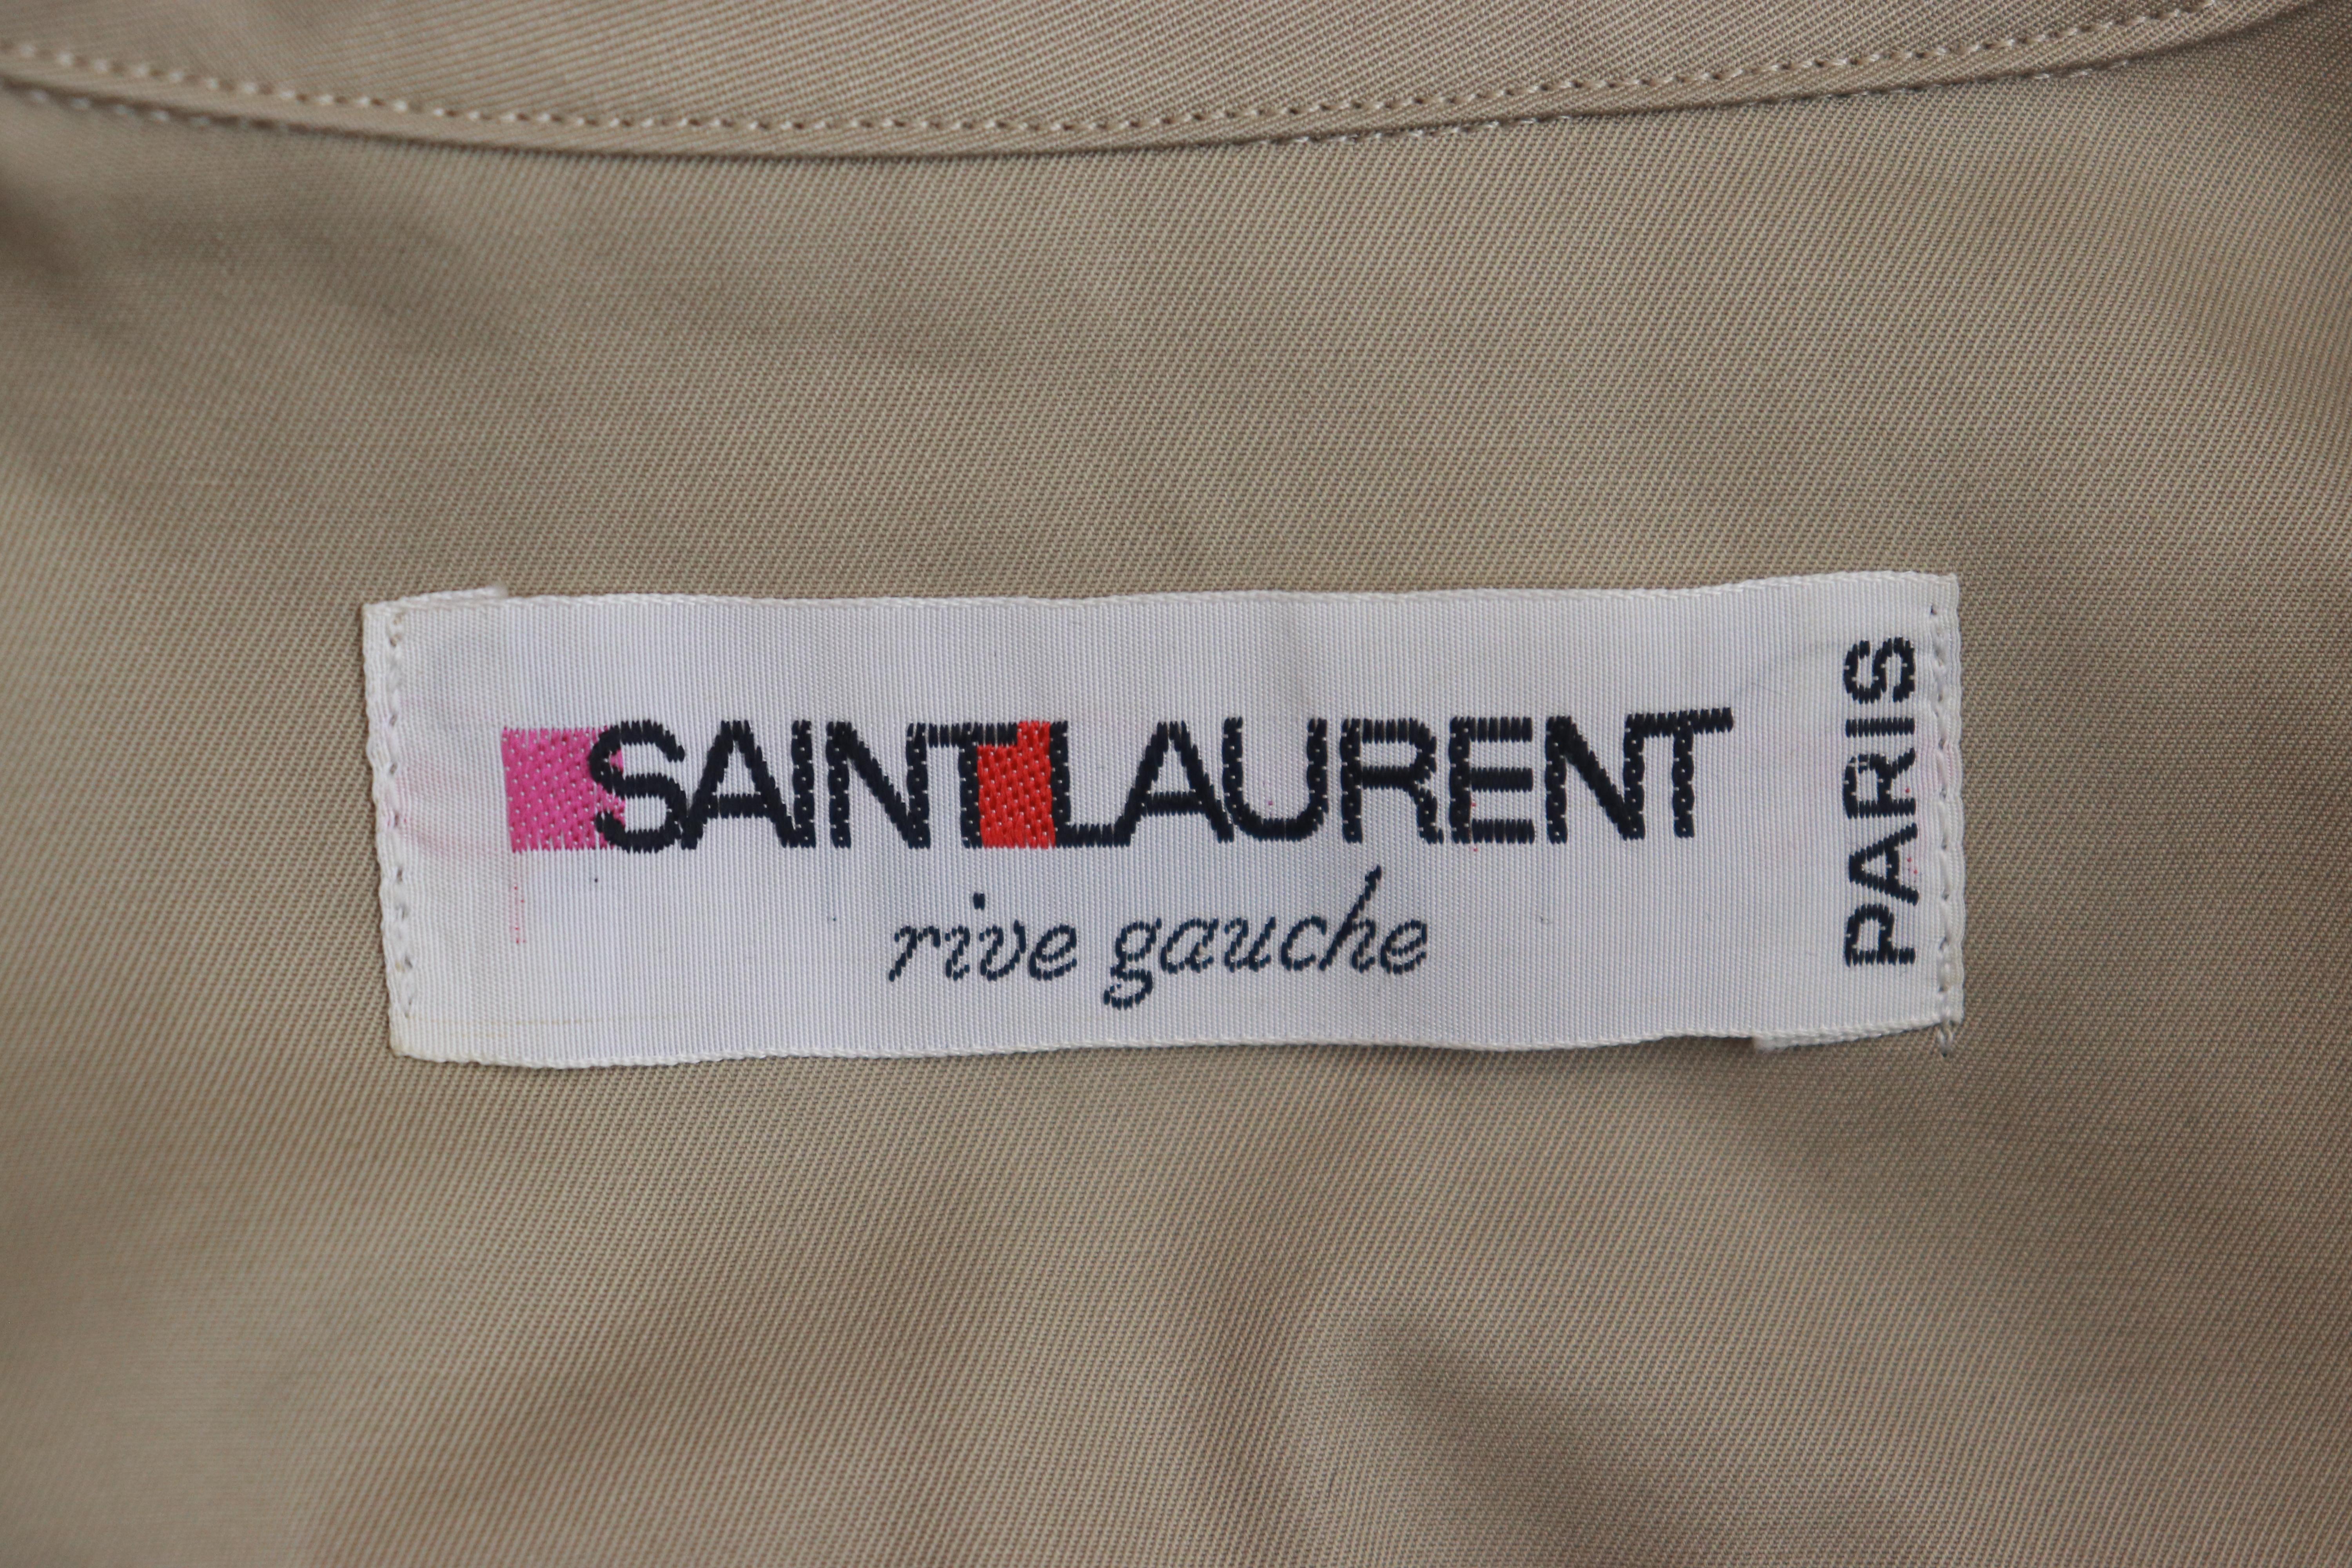 SAINT LAURENT
rive gauche
PARIS